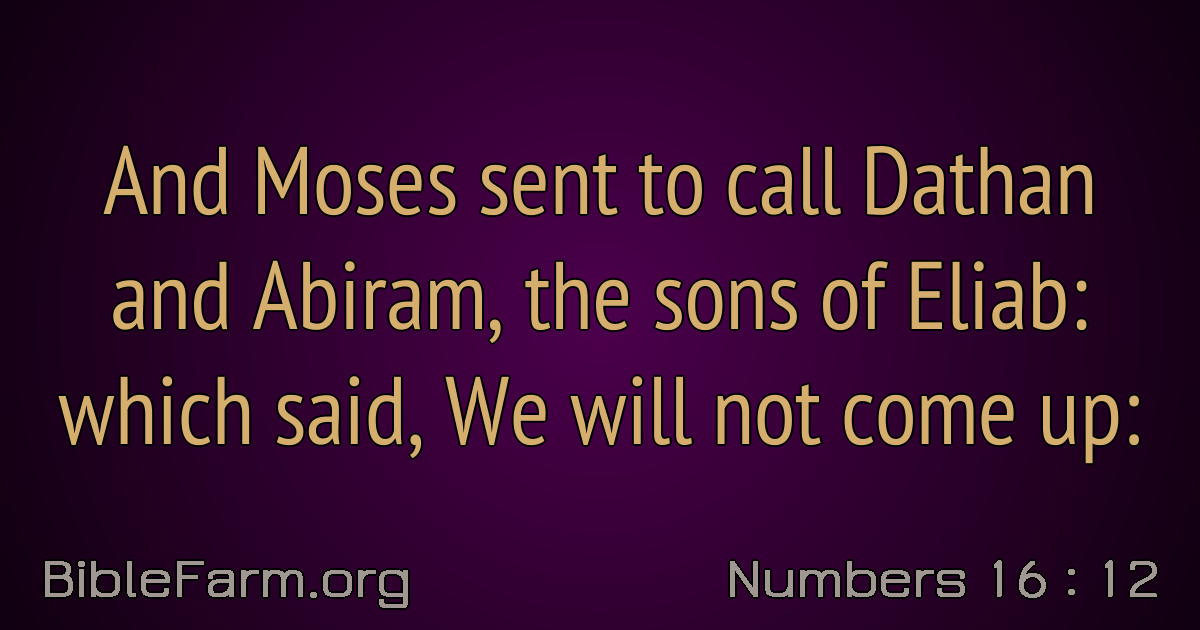 And Moses sent to call Dathan
and Abiram, the sons of Eliab:
which said, We will not come up:
BibleFarm.org
Numbers 16 : 12